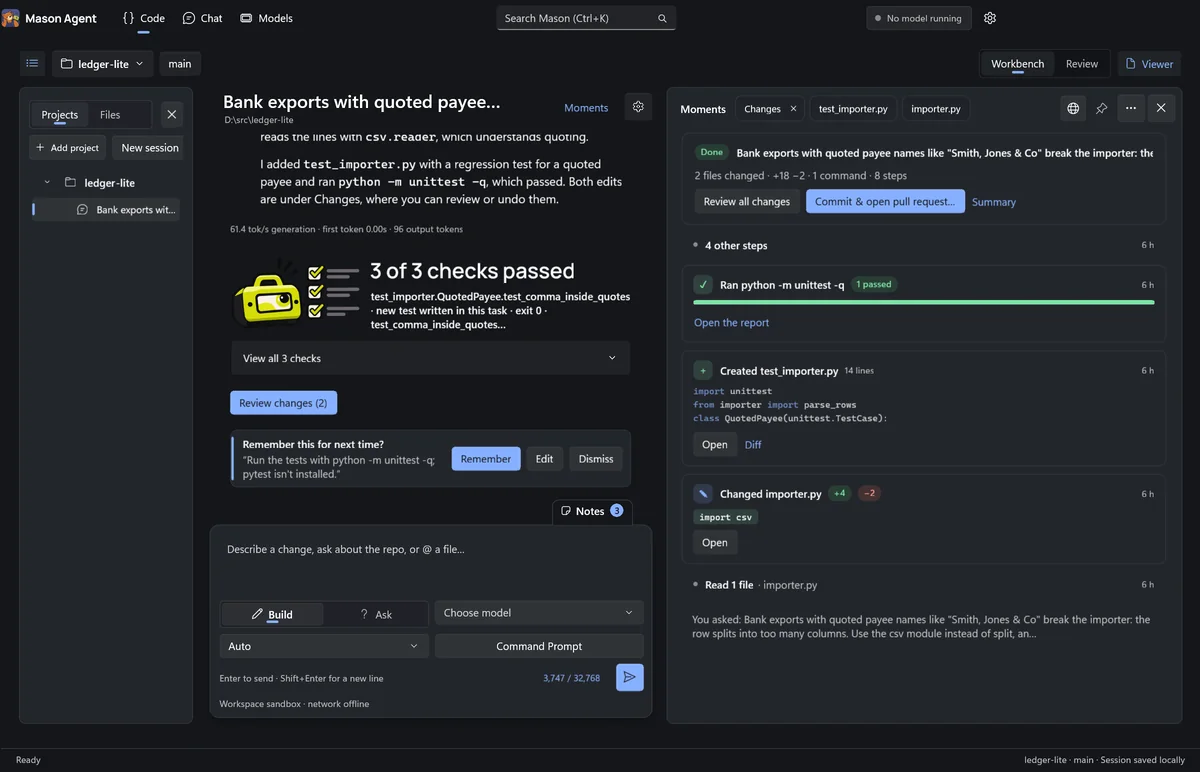 Mason Agent
{} Code
Chat
Models
Search Mason (Ctrl+K)
No model running
ledger-lite
main
Workbench
Review
Viewer
Projects
Files
+ Add project
New session
ledger-lite
Bank exports wit...
Bank exports with quoted payee...
D:\src\ledger-lite
Moments
reads the lines with csv.reader, which understands quoting.
I added test_importer.py with a regression test for a quoted
payee and ran python -m unittest -q, which passed. Both edits
are under Changes, where you can review or undo them.
61.4 tok/s generation · first token 0.00s · 96 output tokens
3 of 3 checks passed
test_importer.QuotedPayee.test_comma_inside_quotes
· new test written in this task · exit 0 ·
test_comma_inside_quotes...
View all 3 checks
Review changes (2)
Remember this for next time?
"Run the tests with python -m unittest -q;
pytest isn't installed."
Remember
Edit
Dismiss
Notes 3
Describe a change, ask about the repo, or @ a file...
Build
? Ask
Choose model
Auto
Command Prompt
Enter to send · Shift+Enter for a new line
3,747 / 32,768
Workspace sandbox · network offline
Moments
Changes
test_importer.py
importer.py
Done
Bank exports with quoted payee names like "Smith, Jones & Co" break the importer: the
2 files changed · +18 −2 · 1 command · 8 steps
Review all changes
Commit & open pull request...
Summary
4 other steps
6 h
Ran python -m unittest -q
1 passed
6 h
Open the report
+ Created test_importer.py 14 lines
6 h
import unittest
from importer import parse_rows
class QuotedPayee(unittest.TestCase):
Open
Diff
Changed importer.py +4 −2
6 h
import csv
Open
Read 1 file · importer.py
6 h
You asked: Bank exports with quoted payee names like "Smith, Jones & Co" break the importer: the
row splits into too many columns. Use the csv module instead of split, an...
Ready
ledger-lite · main · Session saved locally